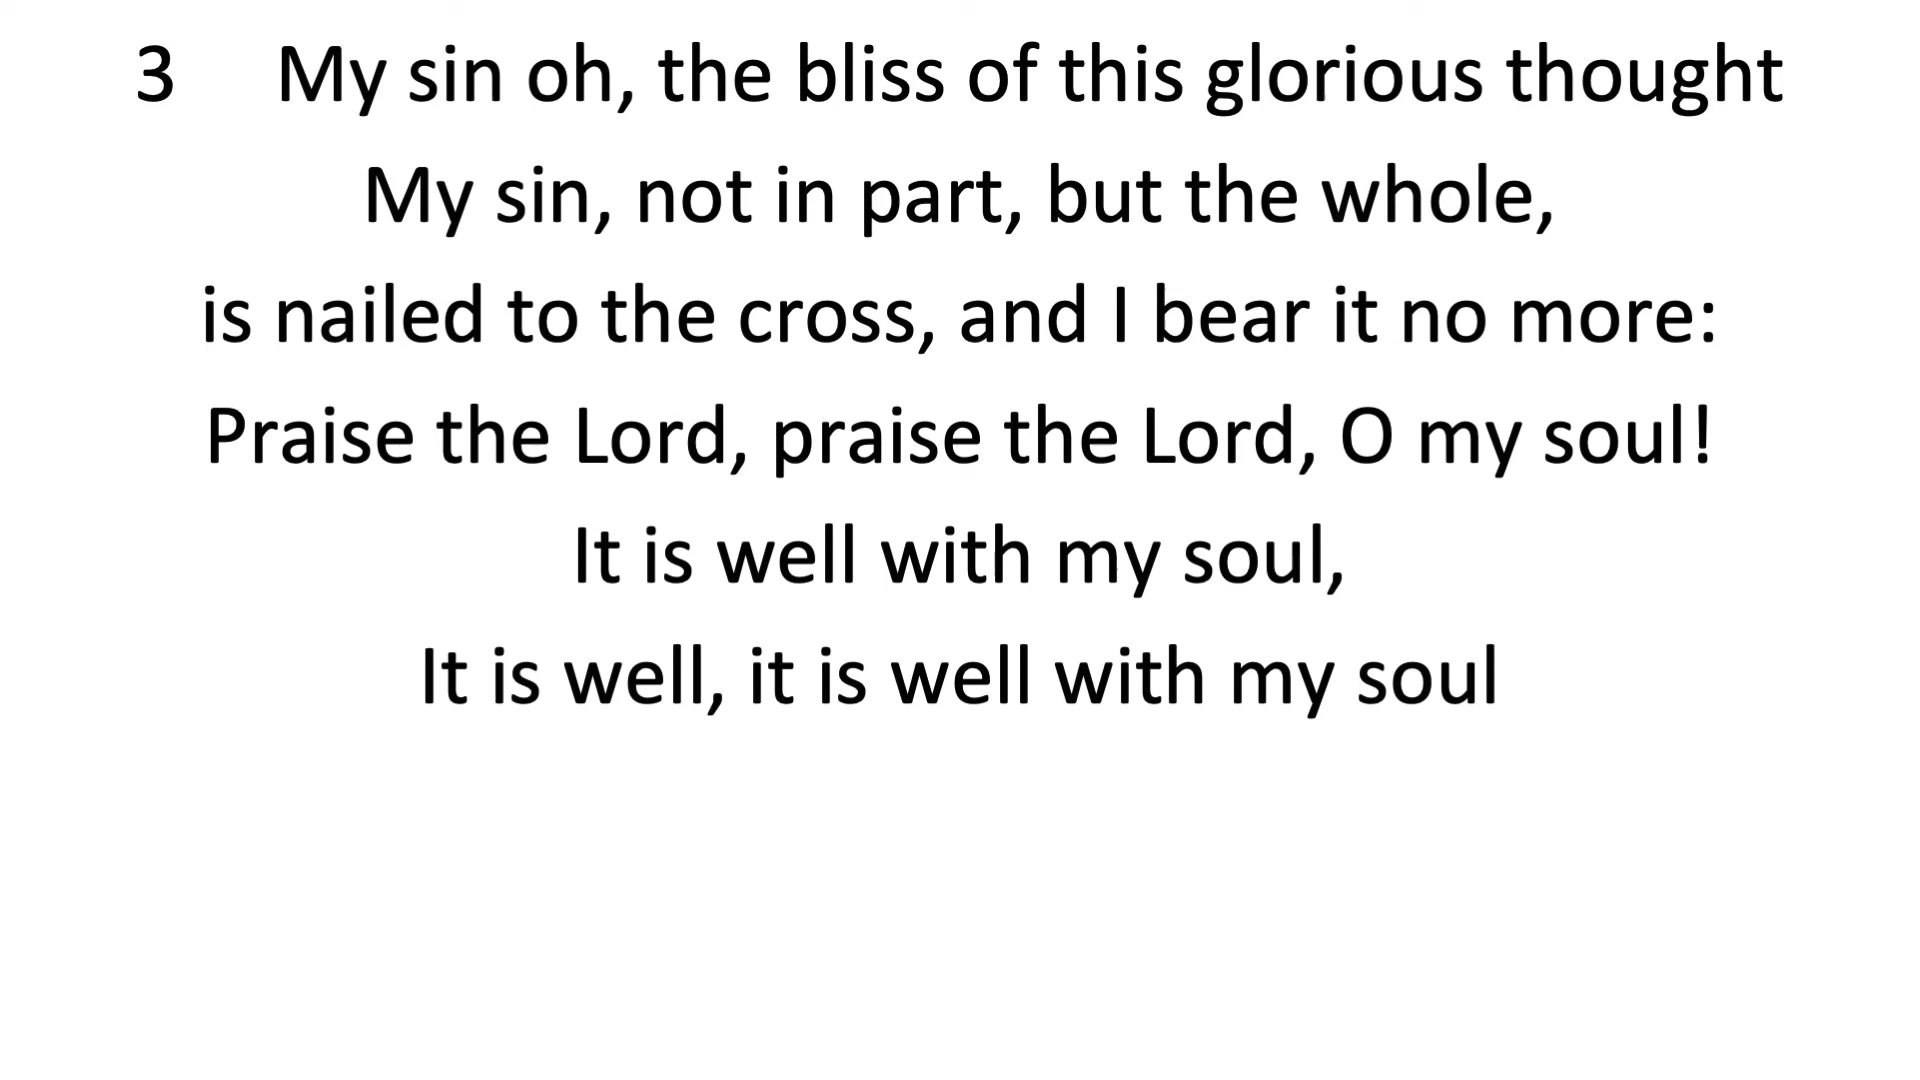 3 My sin oh, the bliss of this glorious thought
My sin, not in part, but the whole,
is nailed to the cross, and I bear it no more:
Praise the Lord, praise the Lord, O my soul!
It is well with my soul,
It is well, it is well with my soul